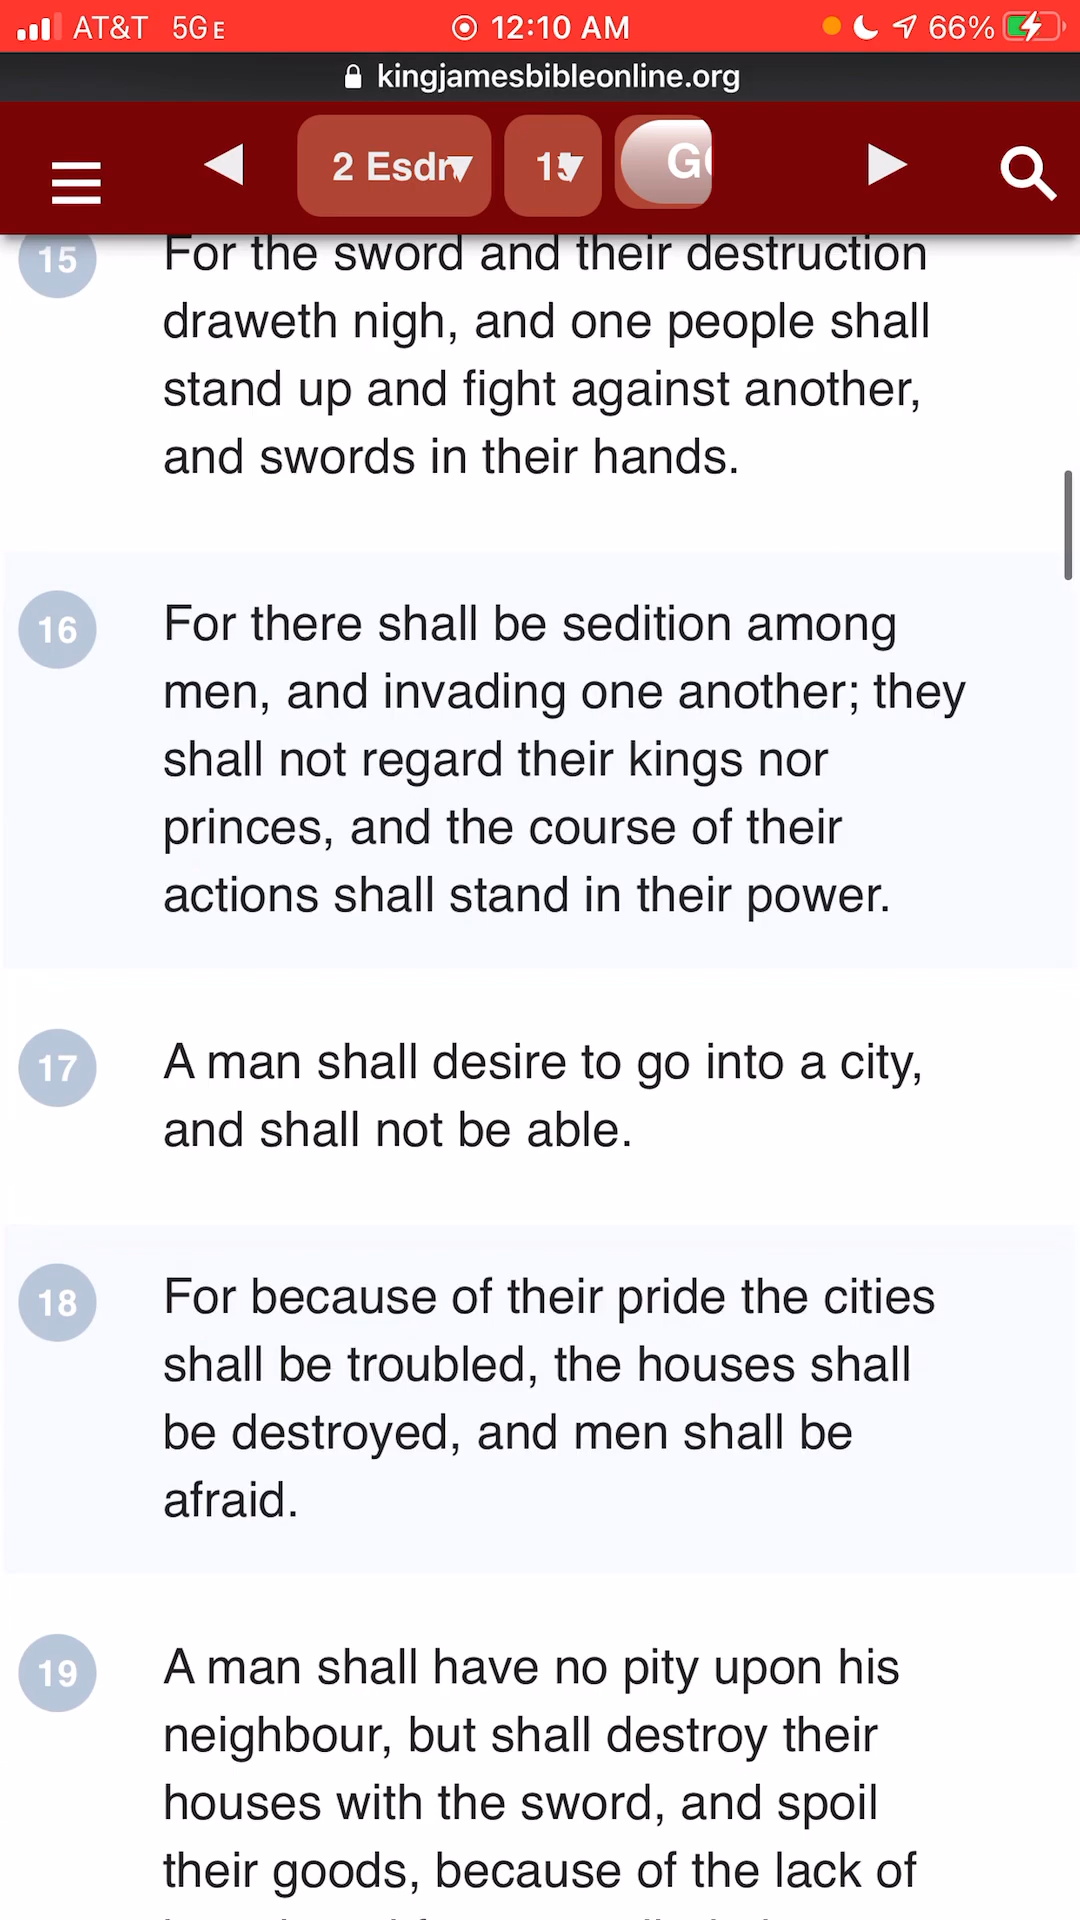 AT&T 5GE 12:10 AM 66%
kingjamesbibleonline.org
2 Esdr 15 G
15 For the sword and their destruction
draweth nigh, and one people shall
stand up and fight against another,
and swords in their hands.
16 For there shall be sedition among
men, and invading one another; they
shall not regard their kings nor
princes, and the course of their
actions shall stand in their power.
17 A man shall desire to go into a city,
and shall not be able.
18 For because of their pride the cities
shall be troubled, the houses shall
be destroyed, and men shall be
afraid.
19 A man shall have no pity upon his
neighbour, but shall destroy their
houses with the sword, and spoil
their goods, because of the lack of